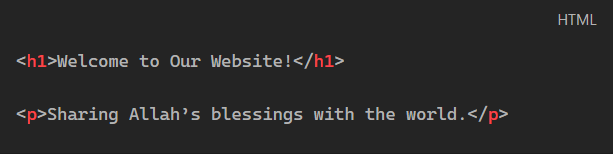 HTML
<h1>Welcome to Our Website!</h1>
<p>Sharing Allah’s blessings with the world.</p>